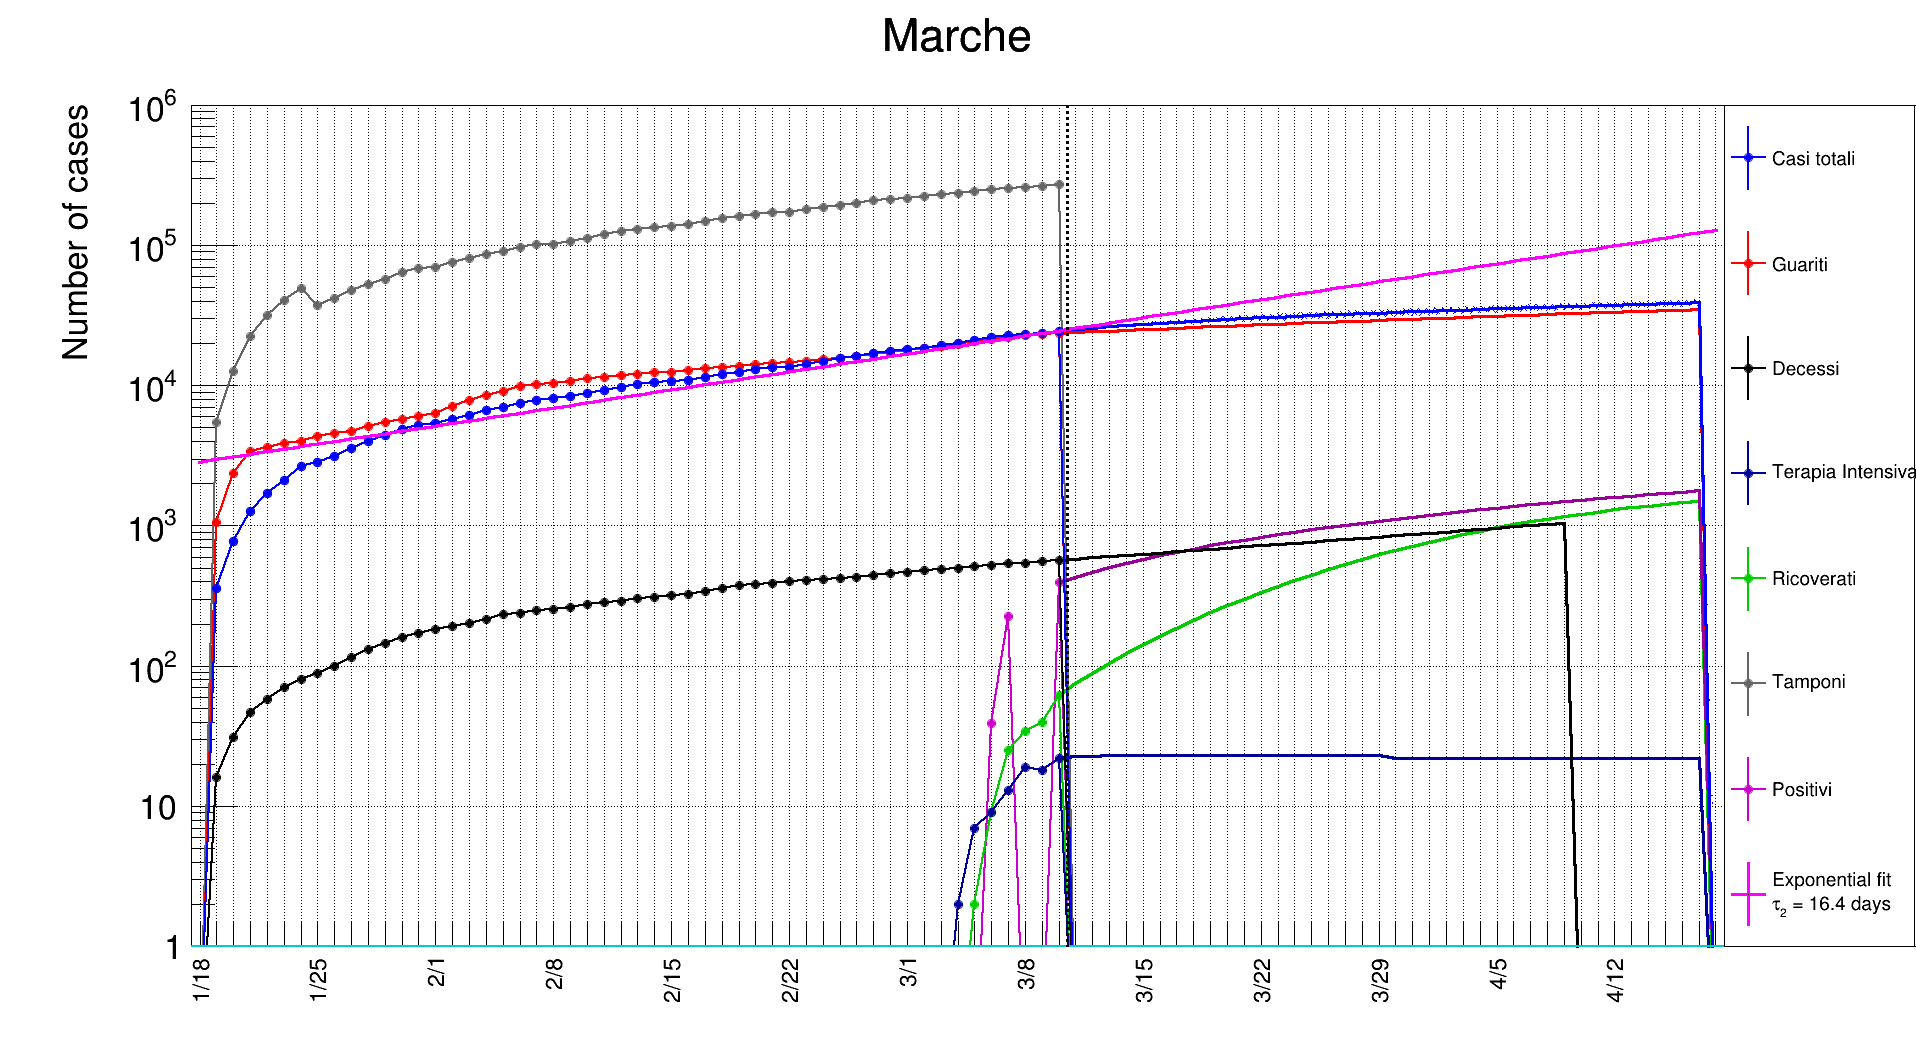 Marche
Number of cases
10^6
10^5
10^4
10^3
10^2
10
1
1/18
1/25
2/1
2/8
2/15
2/22
3/1
3/8
3/15
3/22
3/29
4/5
4/12
Casi totali
Guariti
Decessi
Terapia Intensiva
Ricoverati
Tamponi
Positivi
Exponential fit
τ₂ = 16.4 days